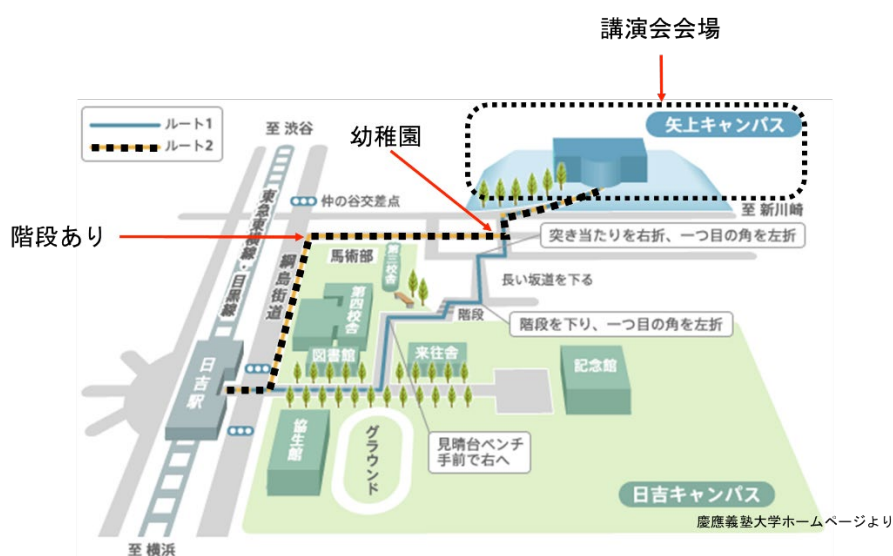 講演会会場
ルート1
ルート2
至 渋谷
幼稚園
矢上キャンパス
仲の谷交差点
至 新川崎
階段あり
東急東横線・目黒線
綱島街道
突き当たりを右折、一つ目の角を左折
馬術部
第三校舎
長い坂道を下る
第四校舎
階段
階段を下り、一つ目の角を左折
図書館
来往舎
記念館
日吉駅
協生館
グラウンド
見晴台ベンチ
手前で右へ
日吉キャンパス
慶應義塾大学ホームページより
至 横浜